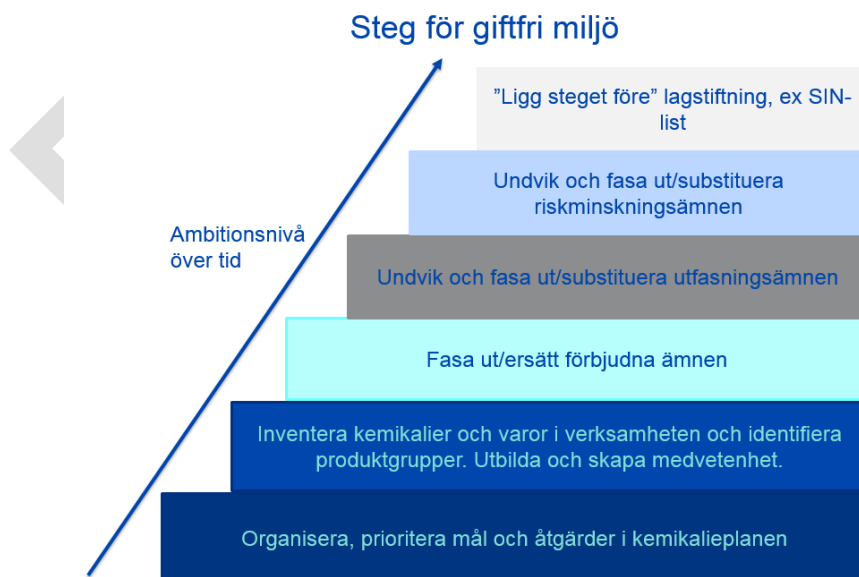 Steg för giftfri miljö
”Ligg steget före” lagstiftning, ex SIN-
list
Undvik och fasa ut/substituera
riskminskningsämnen
Ambitionsnivå
över tid
Undvik och fasa ut/substituera utfasningsämnen
Fasa ut/ersätt förbjudna ämnen
Inventera kemikalier och varor i verksamheten och identifiera
produktgrupper. Utbilda och skapa medvetenhet.
Organisera, prioritera mål och åtgärder i kemikalieplanen